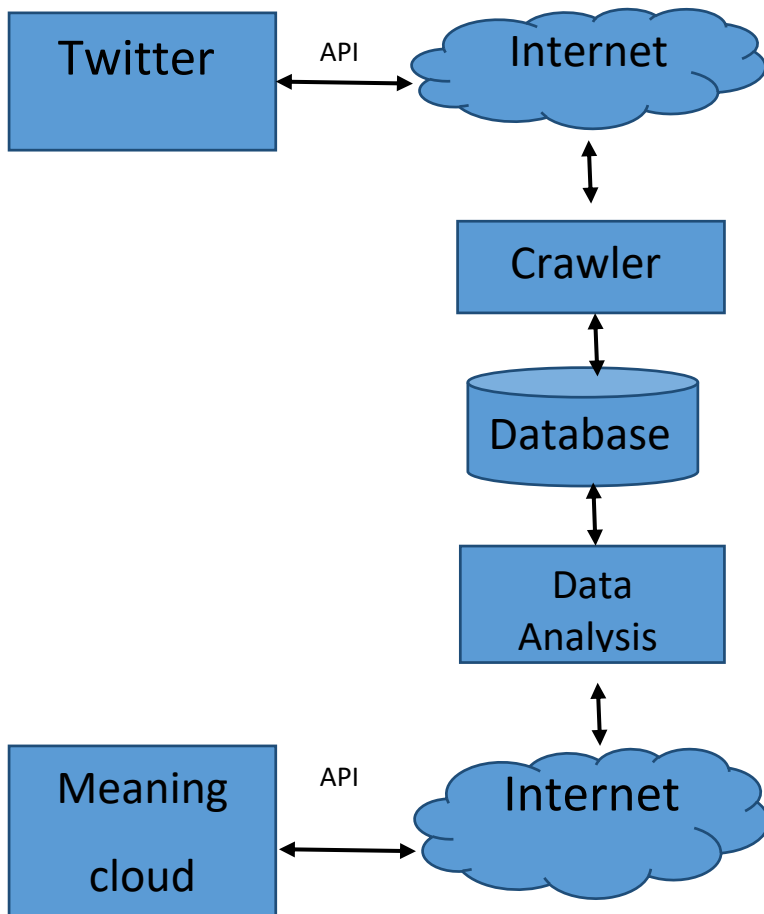 Twitter
API
Internet
Crawler
Database
Data
Analysis
Meaning
cloud
API
Internet